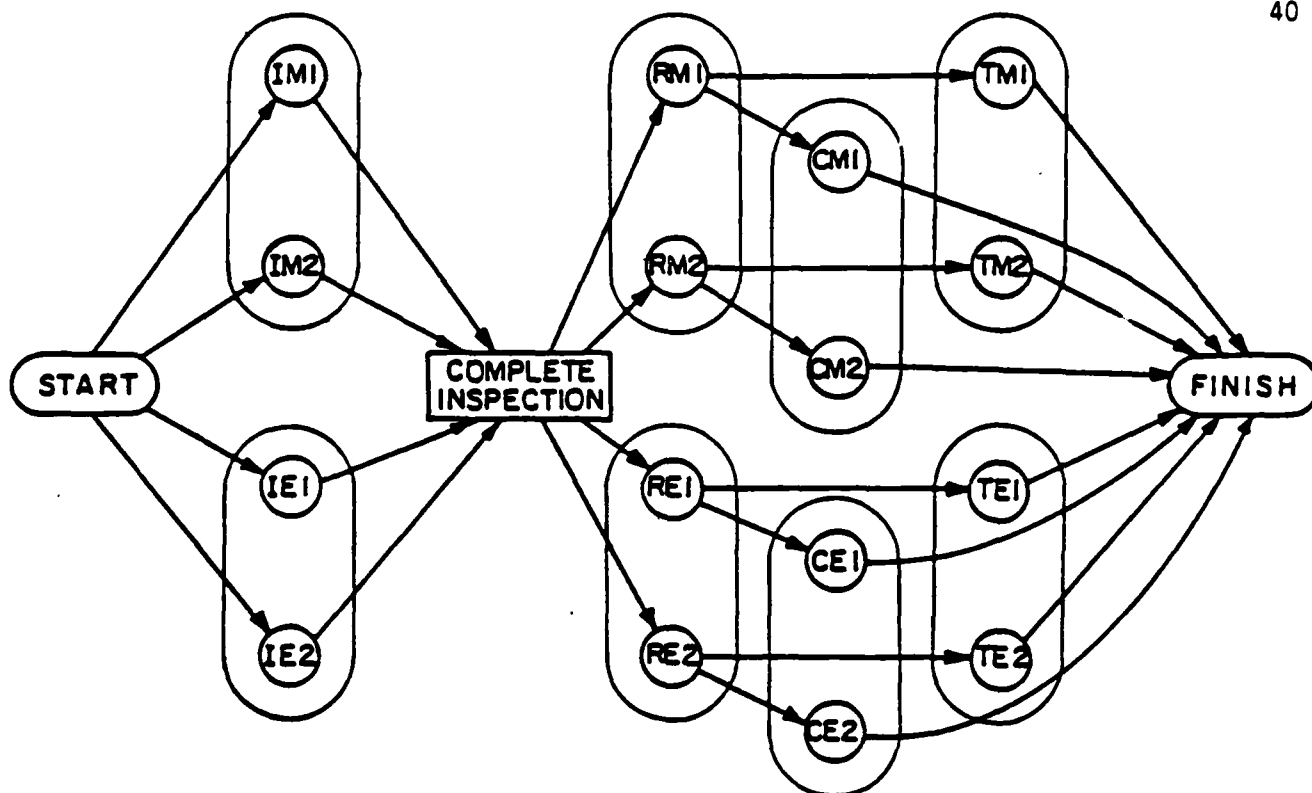 40
IM1
RM1
TM1
CM1
IM2
RM2
TM2
CM2
START
COMPLETE
INSPECTION
FINISH
IE1
RE1
TE1
CE1
IE2
RE2
TE2
CE2